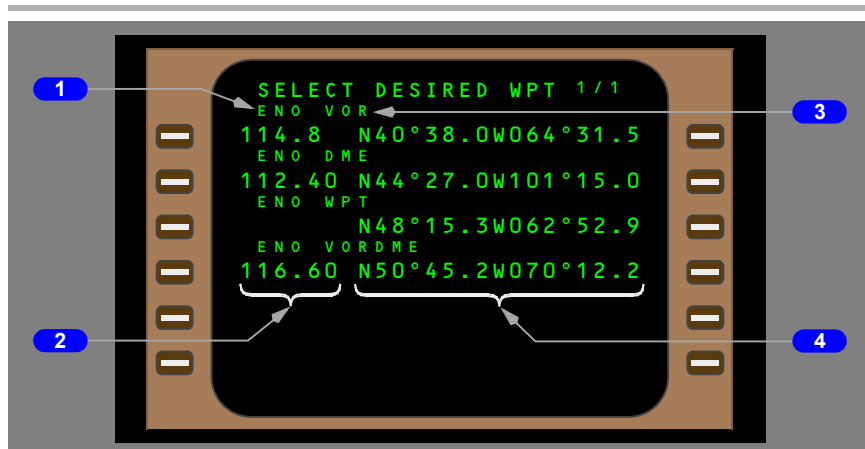 SELECT DESIRED WPT 1/1
ENO VOR
114.8 N40°38.0W064°31.5
ENO DME
112.40 N44°27.0W101°15.0
ENO WPT
N48°15.3W062°52.9
ENO VORDME
116.60 N50°45.2W070°12.2
1
3
2
4